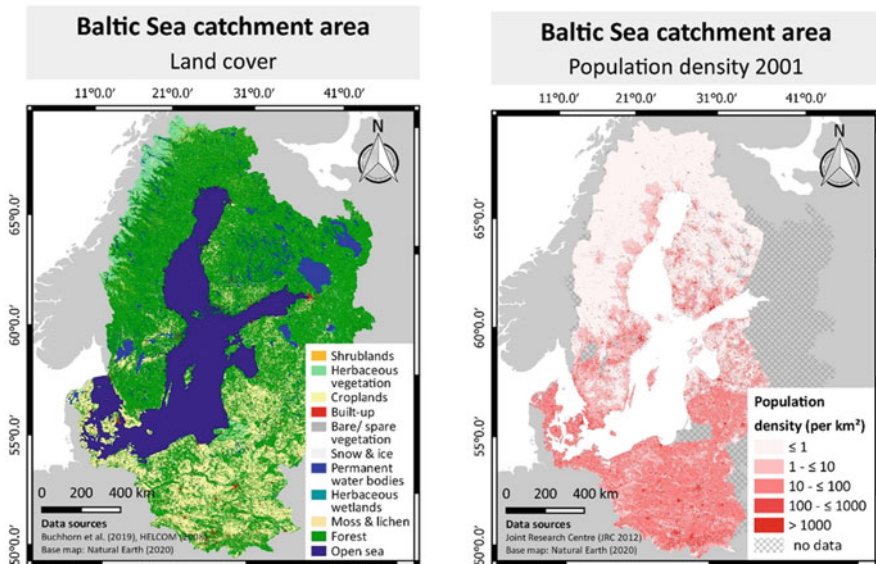 Baltic Sea catchment area
Land cover
11°0.0' 21°0.0' 31°0.0' 41°0.0'
N
65°0.0'
60°0.0'
55°0.0'
50°0.0'
Shrublands
Herbaceous
vegetation
Croplands
Built-up
Bare/ spare
vegetation
Snow & ice
Permanent
water bodies
Herbaceous
wetlands
Moss & lichen
Forest
Open sea
0 200 400 km
Data sources
Buchhorn et al. (2019), HELCOM (2008)
Base map: Natural Earth (2020)
Baltic Sea catchment area
Population density 2001
11°0.0' 21°0.0' 31°0.0' 41°0.0'
N
65°0.0'
60°0.0'
55°0.0'
50°0.0'
Population
density (per km²)
≤ 1
1 - ≤ 10
10 - ≤ 100
100 - ≤ 1000
> 1000
no data
0 200 400 km
Data sources
Joint Research Centre (JRC 2012)
Base map: Natural Earth (2020)